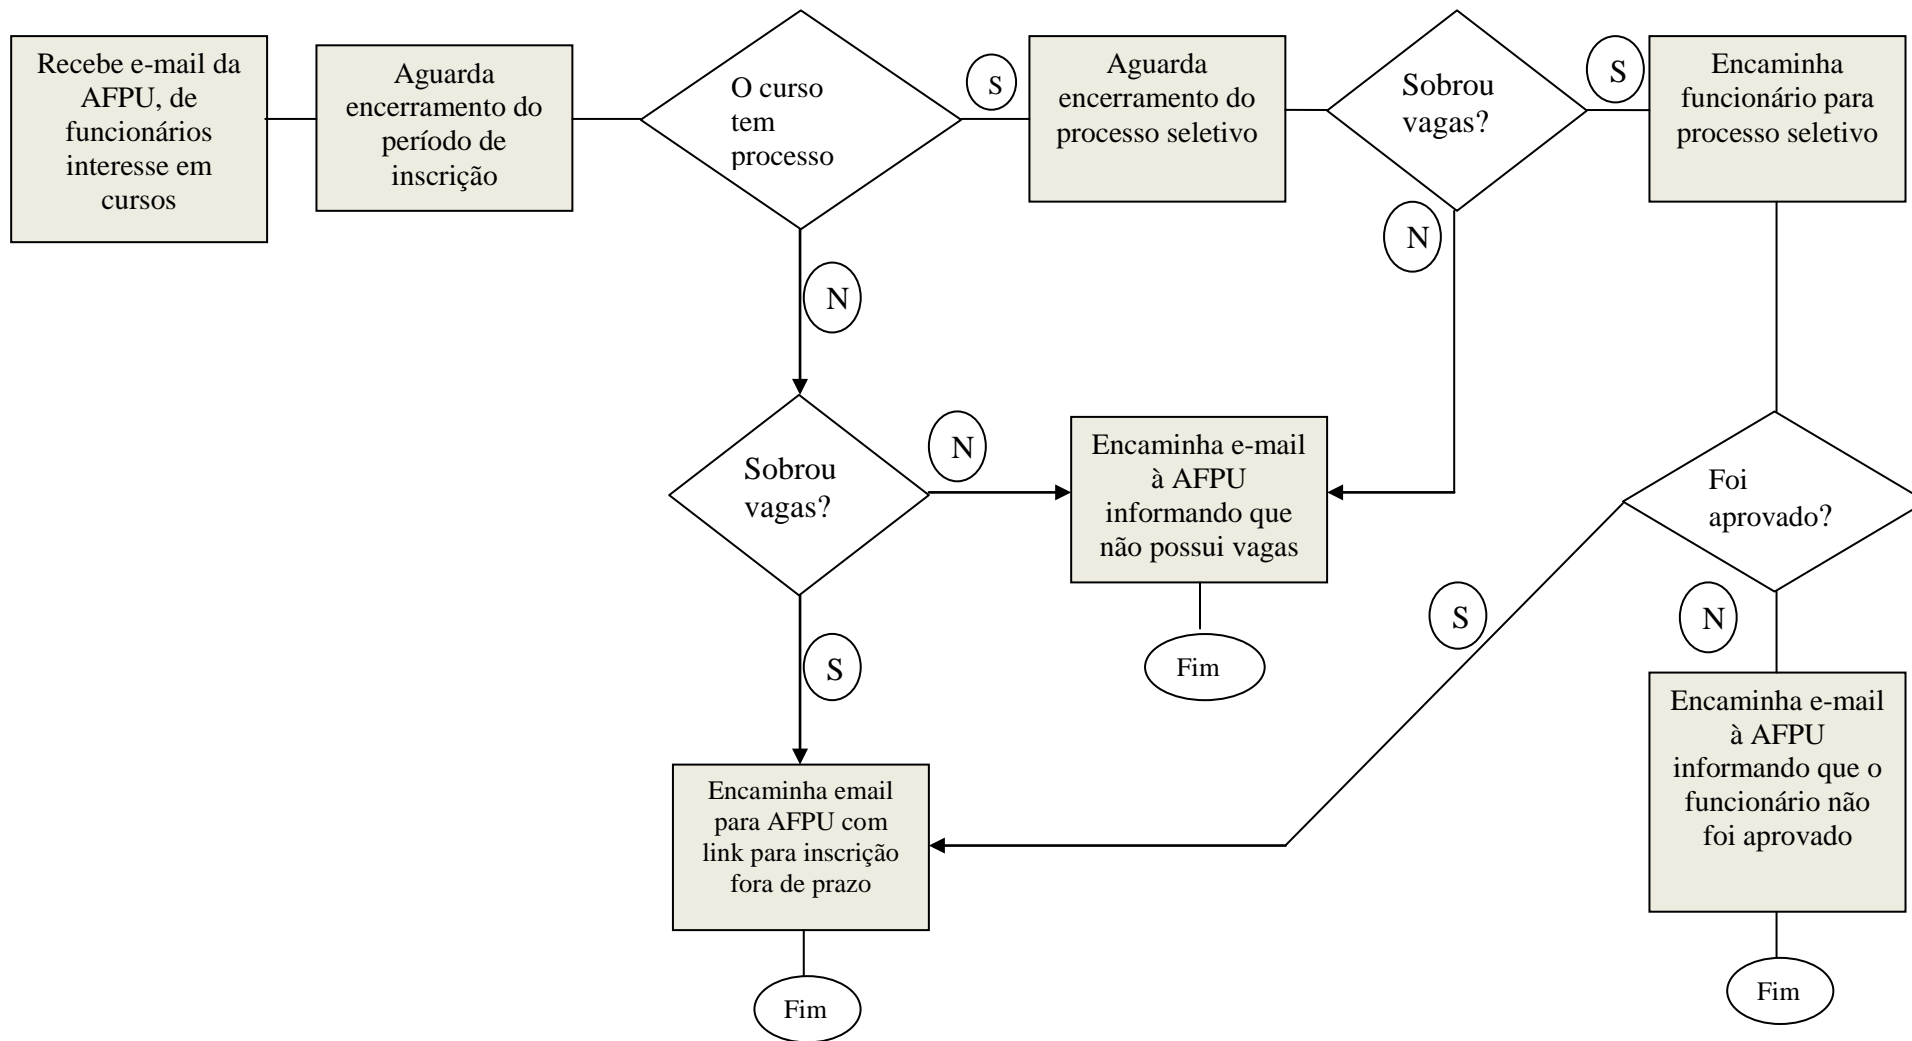 Recebe e-mail da
AFPU, de
funcionários
interesse em
cursos
Aguarda
encerramento do
período de
inscrição
O curso
tem
processo
S
Aguarda
encerramento do
processo seletivo
Sobrou
vagas?
S
Encaminha
funcionário para
processo seletivo
N
N
Sobrou
vagas?
N
Encaminha e-mail
à AFPU
informando que
não possui vagas
Foi
aprovado?
S
N
Fim
S
Encaminha e-mail
à AFPU
informando que o
funcionário não
foi aprovado
Encaminha email
para AFPU com
link para inscrição
fora de prazo
Fim
Fim